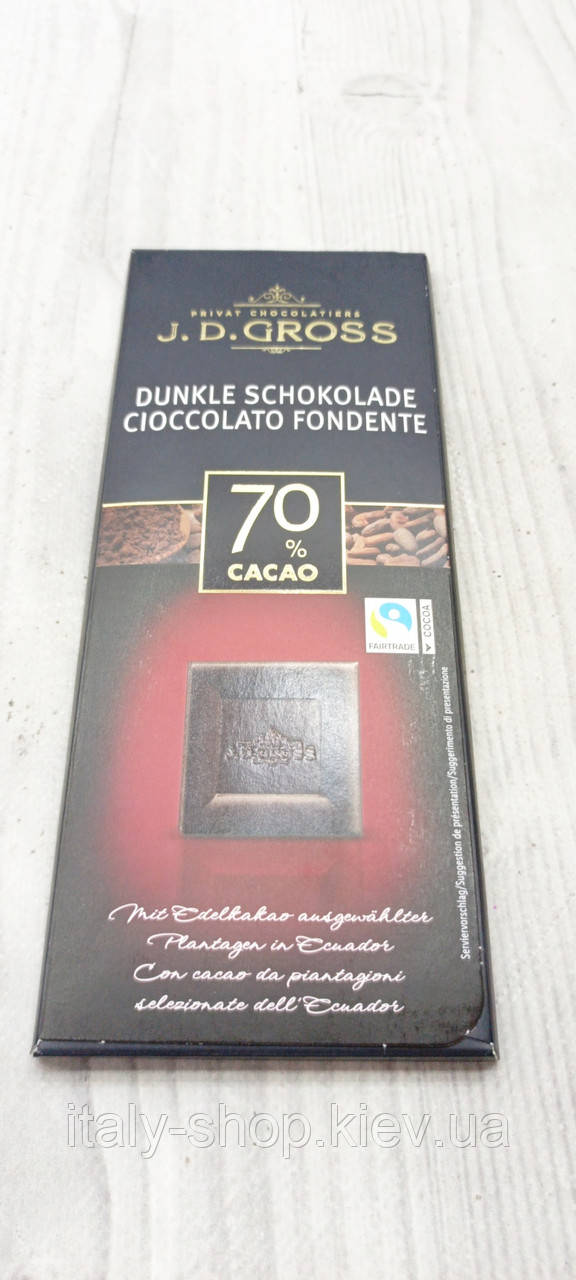 PRIVAT CHOCOLATIERS
J. D. GROSS
DUNKLE SCHOKOLADE
CIOCCOLATO FONDENTE
70
%
CACAO
FAIRTRADE
COCOA
J.D.GROSS
Serviervorschlag/Suggestion de présentation/Suggerimento di presentazione
Mit Edelkakao ausgewählter
Plantagen in Ecuador
Con cacao da piantagioni
selezionate dell'Ecuador
italy-shop.kiev.ua